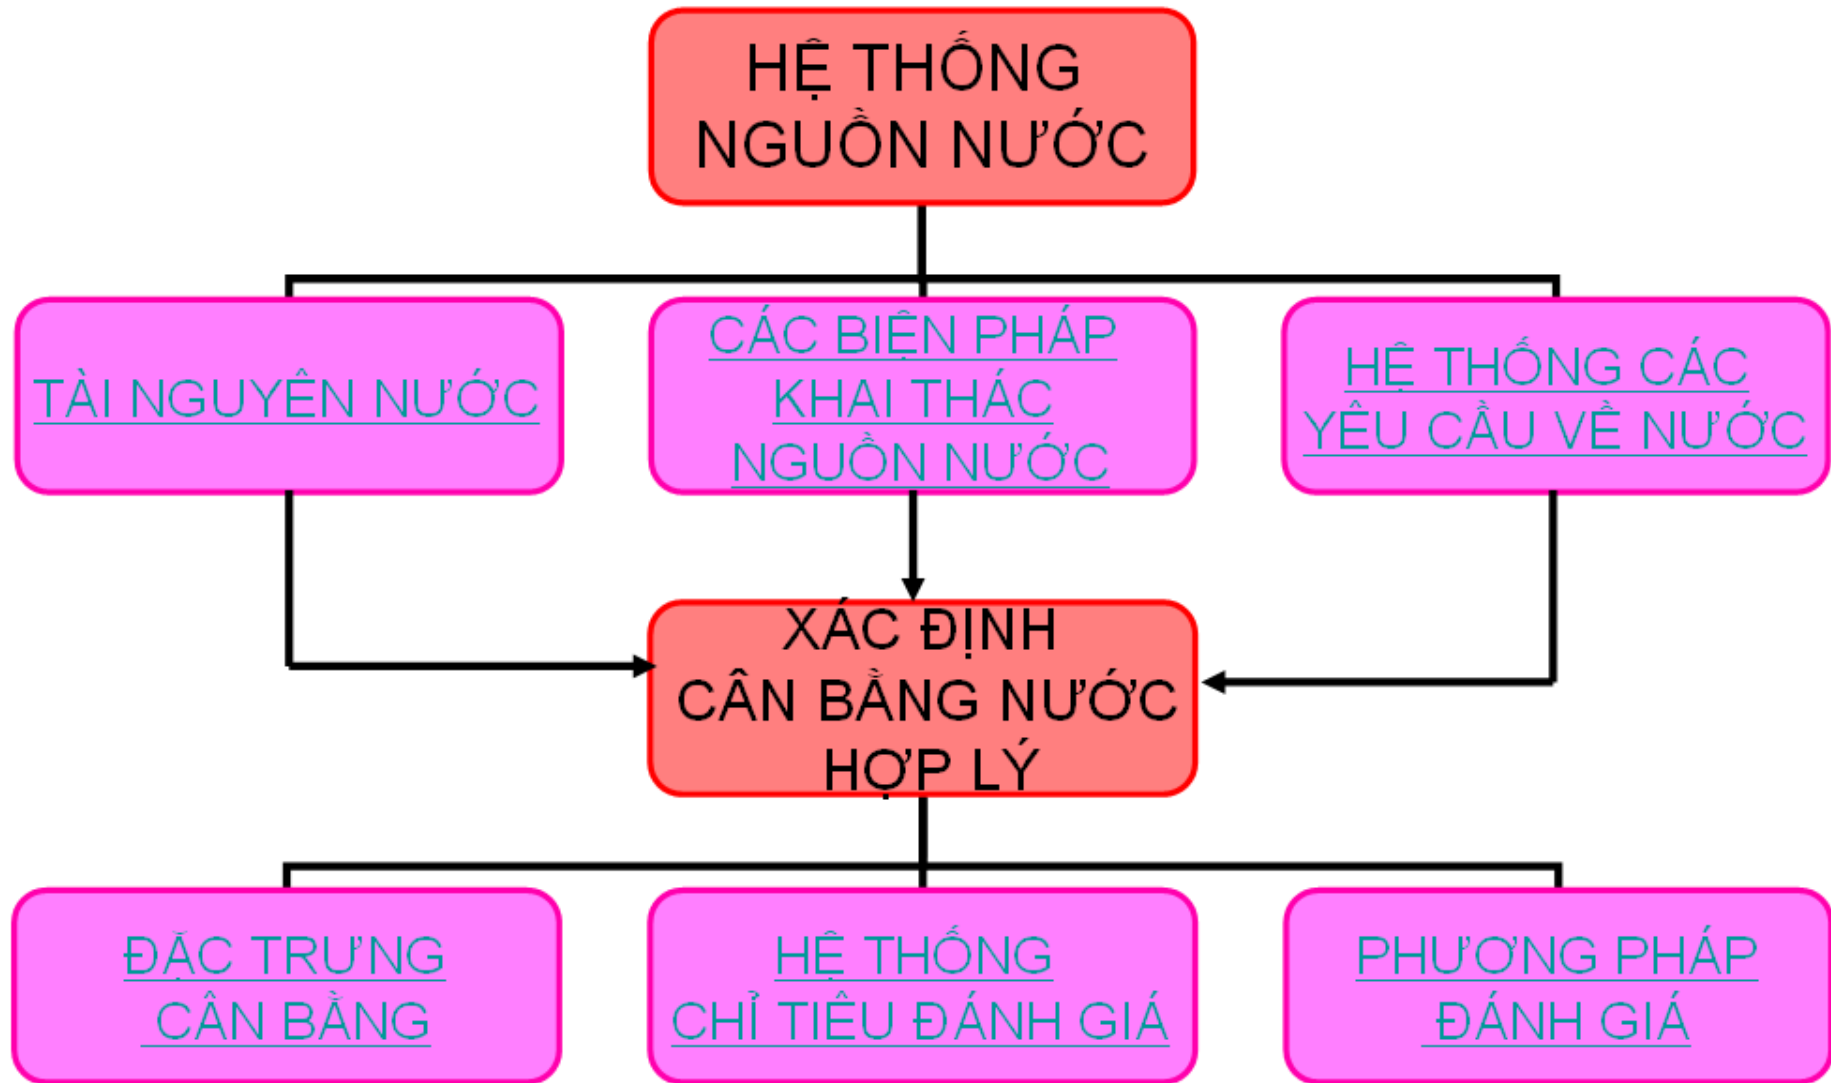 HỆ THỐNG
NGUỒN NƯỚC
TÀI NGUYÊN NƯỚC
CÁC BIỆN PHÁP
KHAI THÁC
NGUỒN NƯỚC
HỆ THỐNG CÁC
YÊU CẦU VỀ NƯỚC
XÁC ĐỊNH
CÂN BẰNG NƯỚC
HỢP LÝ
ĐẶC TRƯNG
CÂN BẰNG
HỆ THỐNG
CHỈ TIÊU ĐÁNH GIÁ
PHƯƠNG PHÁP
ĐÁNH GIÁ